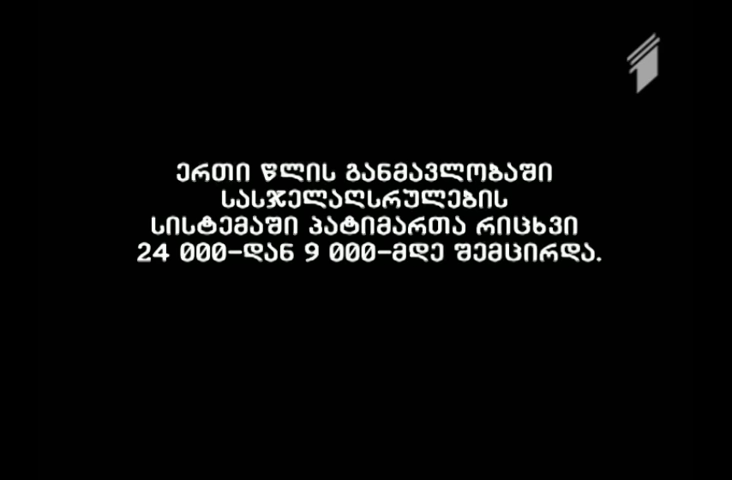 ერთი წლის განმავლობაში
სასჯელაღსრულების
სისტემაში პატიმართა რიცხვი
24 000-დან 9 000-მდე შემცირდა.